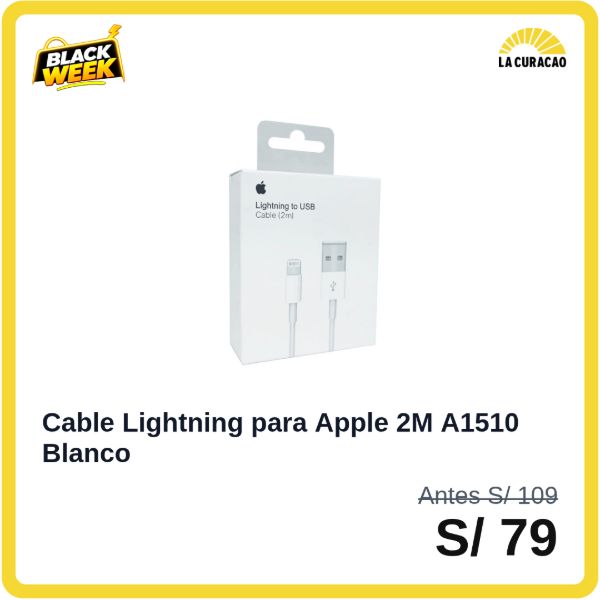 BLACK
WEEK
LA CURACAO
Lightning to USB
Cable (2m)
Cable Lightning para Apple 2M A1510
Blanco
Antes S/ 109
S/ 79